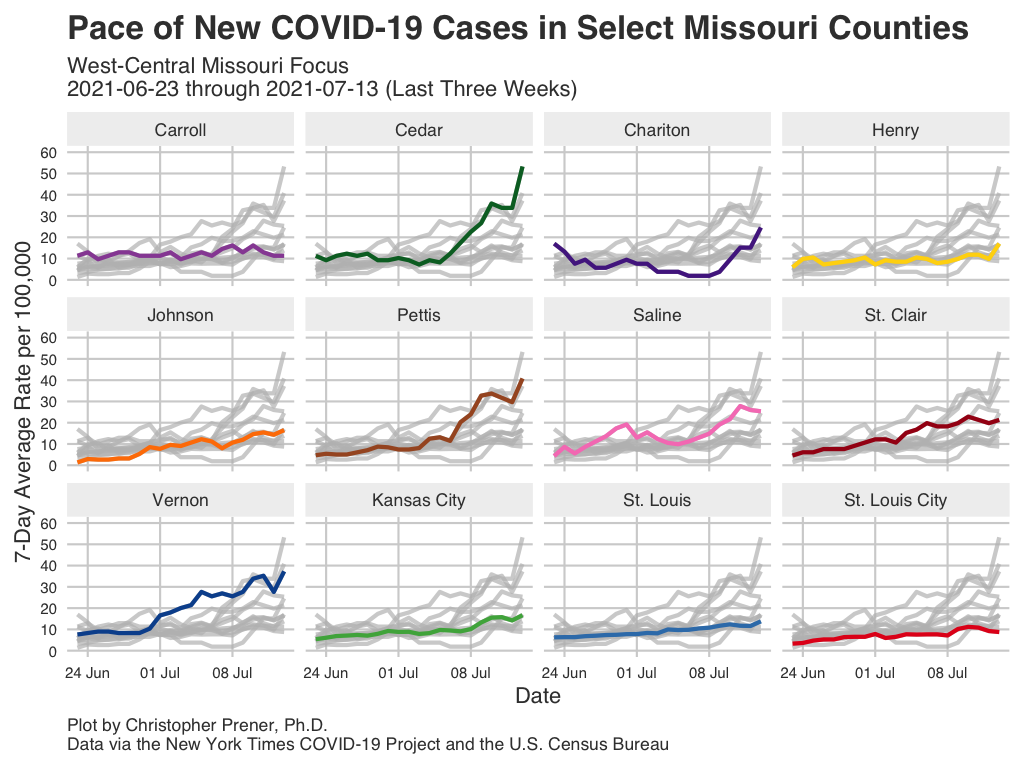 Pace of New COVID-19 Cases in Select Missouri Counties
West-Central Missouri Focus
2021-06-23 through 2021-07-13 (Last Three Weeks)
7-Day Average Rate per 100,000
Carroll Cedar Chariton Henry
60
50
40
30
20
10
0
Johnson Pettis Saline St. Clair
60
50
40
30
20
10
0
Vernon Kansas City St. Louis St. Louis City
60
50
40
30
20
10
0
24 Jun 01 Jul 08 Jul 24 Jun 01 Jul 08 Jul 24 Jun 01 Jul 08 Jul 24 Jun 01 Jul 08 Jul
Date
Plot by Christopher Prener, Ph.D.
Data via the New York Times COVID-19 Project and the U.S. Census Bureau